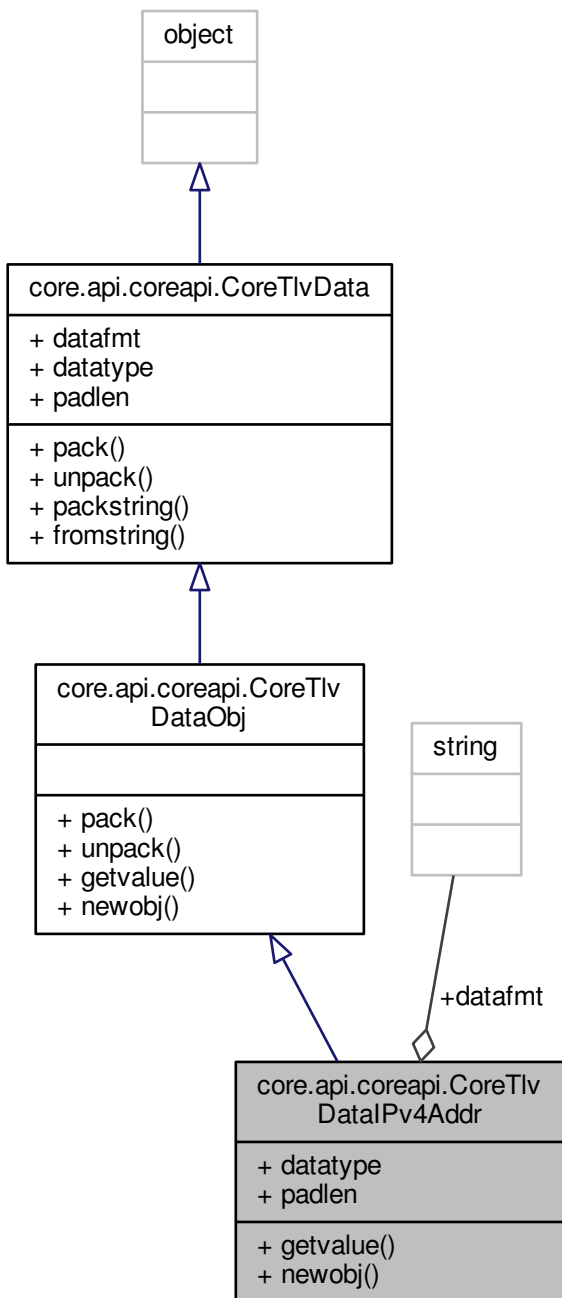 object
core.api.coreapi.CoreTlvData
+ datafmt
+ datatype
+ padlen
+ pack()
+ unpack()
+ packstring()
+ fromstring()
core.api.coreapi.CoreTlv
DataObj
+ pack()
+ unpack()
+ getvalue()
+ newobj()
string
+datafmt
core.api.coreapi.CoreTlv
DataIPv4Addr
+ datatype
+ padlen
+ getvalue()
+ newobj()